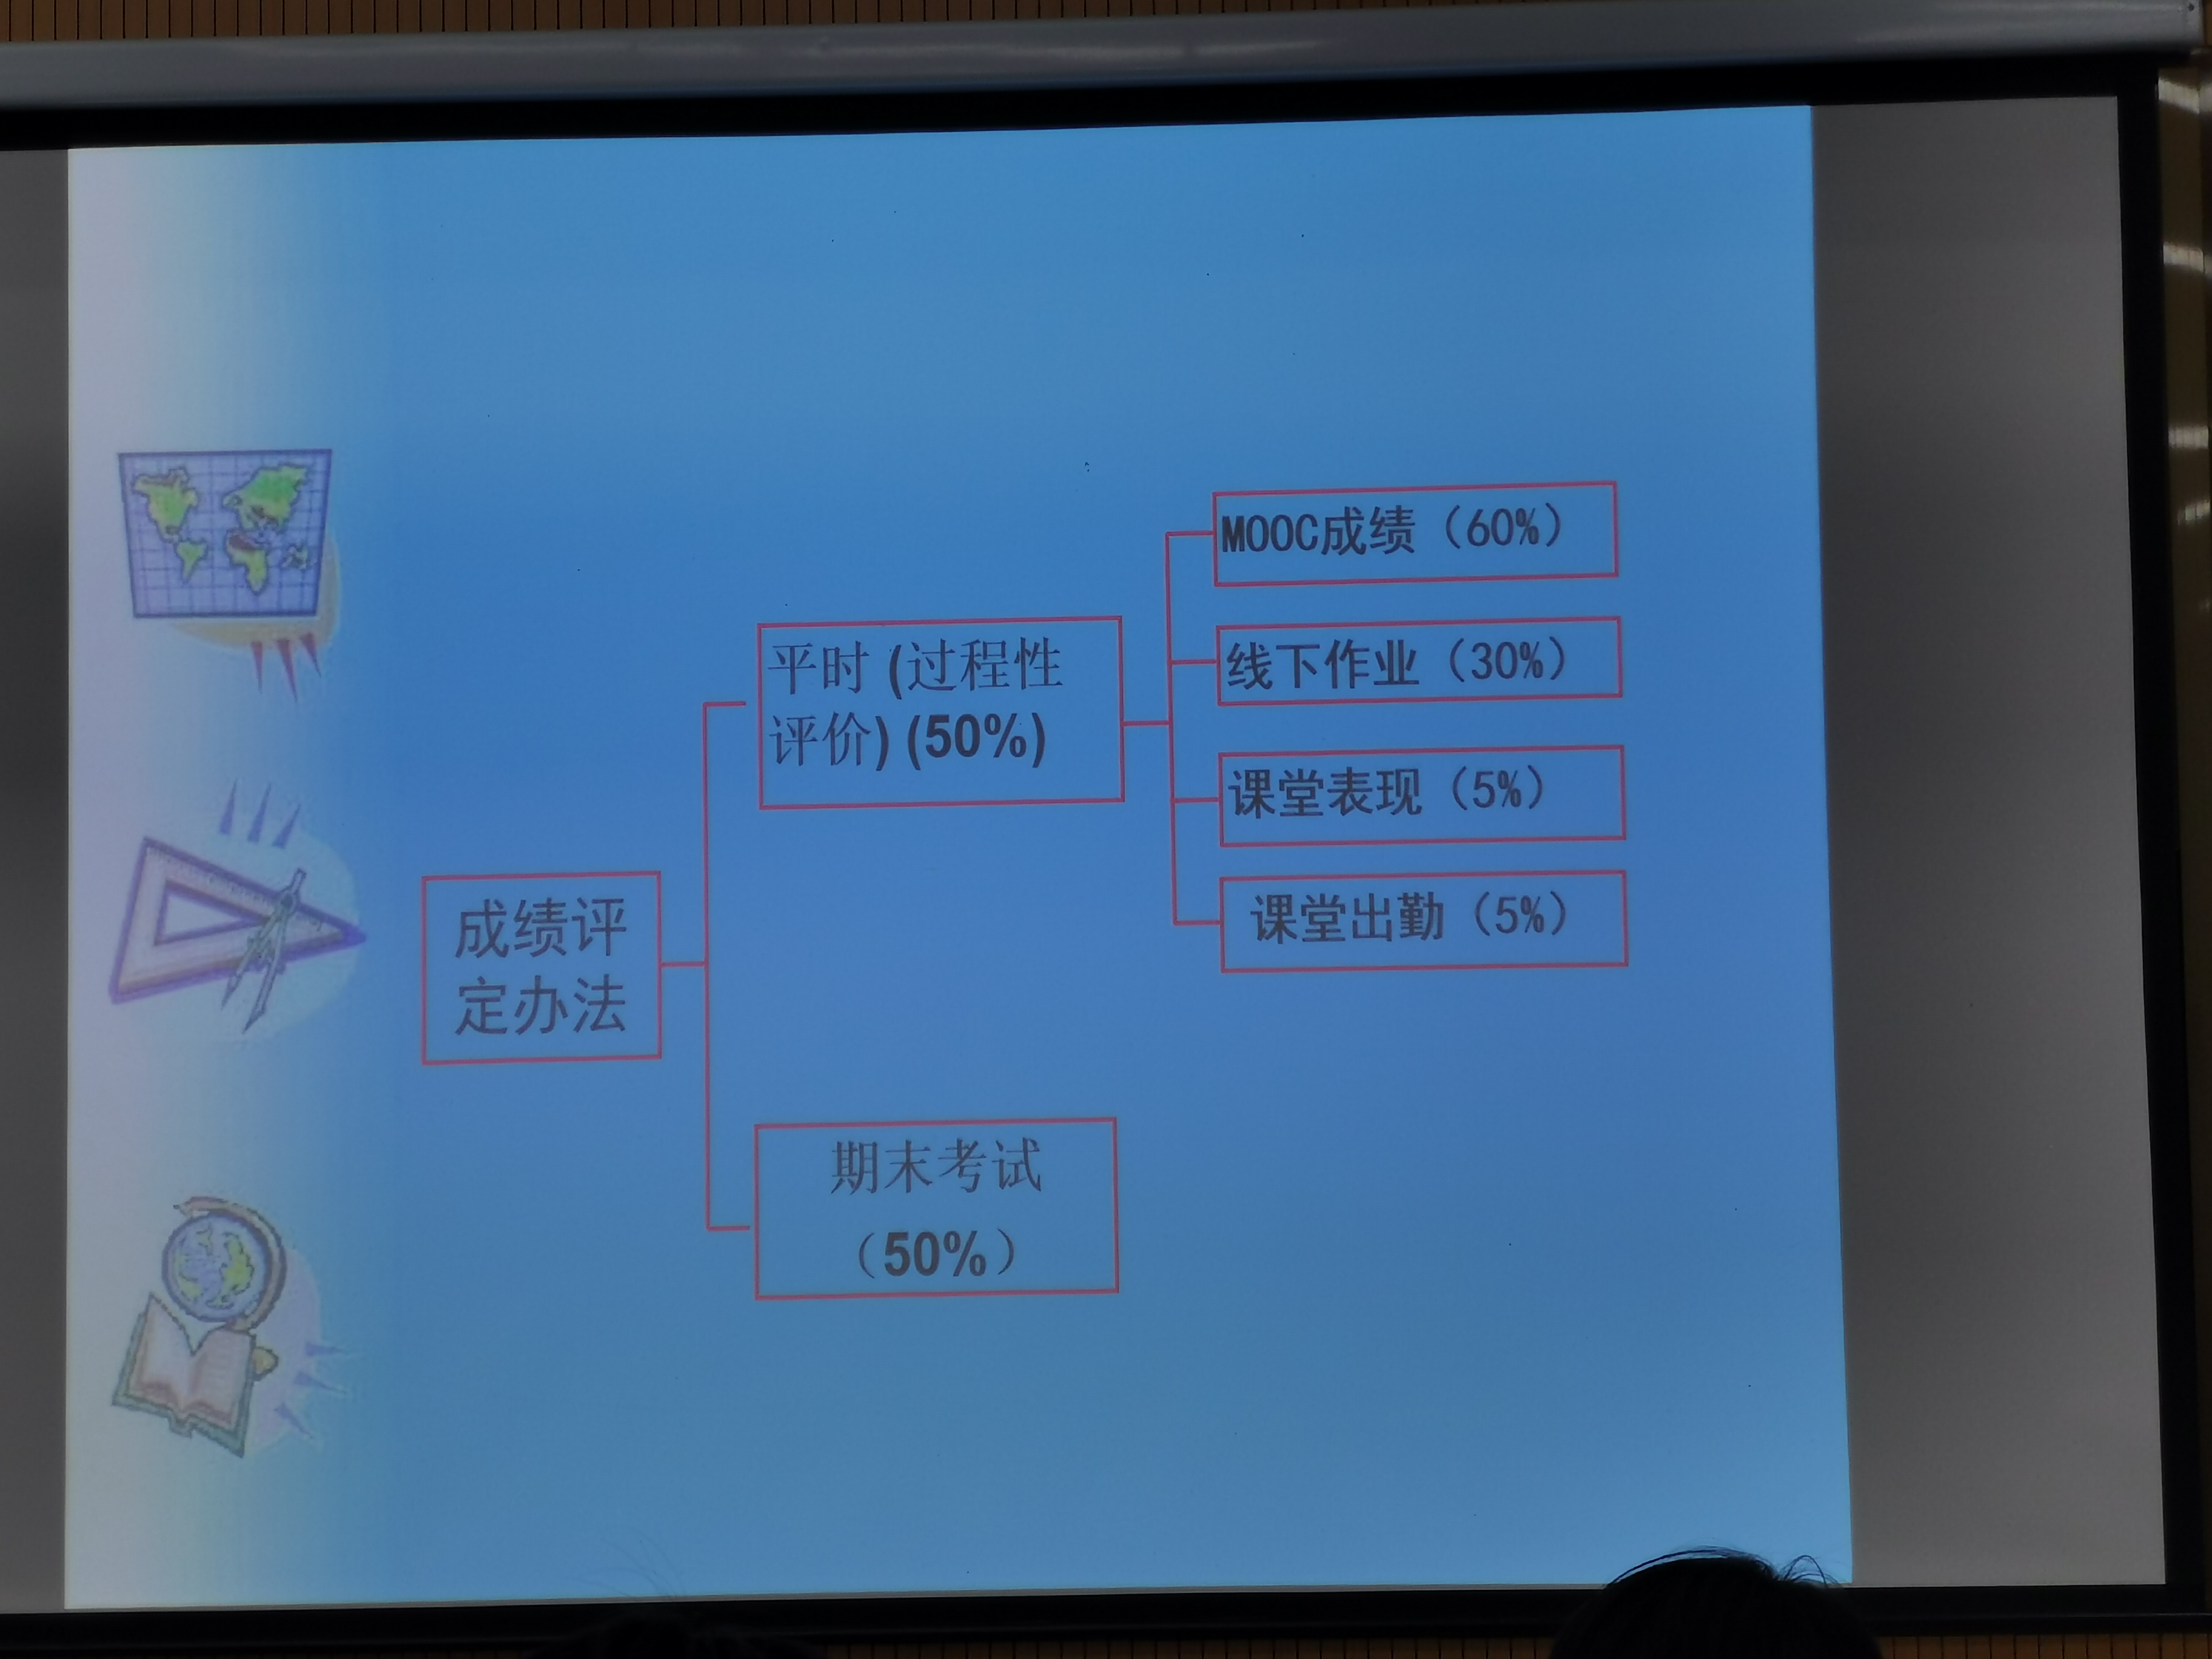 成绩评
定办法
平时 (过程性
评价) (50%)
MOOC成绩（60%）
线下作业（30%）
课堂表现（5%）
课堂出勤（5%）
期末考试
（50%）